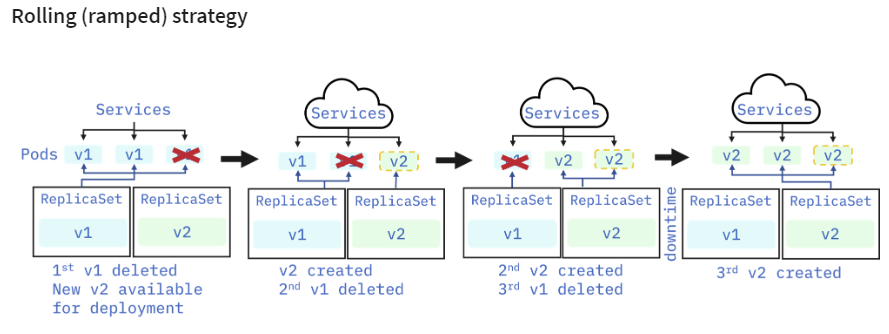 Rolling (ramped) strategy
Services
Services
Services
Services
Pods
v1
v1
v1
v2
v2
v2
v2
v2
v2
ReplicaSet
ReplicaSet
v1
v2
1st v1 deleted
New v2 available
for deployment
ReplicaSet
ReplicaSet
v1
v2
v2 created
2nd v1 deleted
ReplicaSet
ReplicaSet
v1
v2
2nd v2 created
3rd v1 deleted
downtime
ReplicaSet
ReplicaSet
v1
v2
3rd v2 created